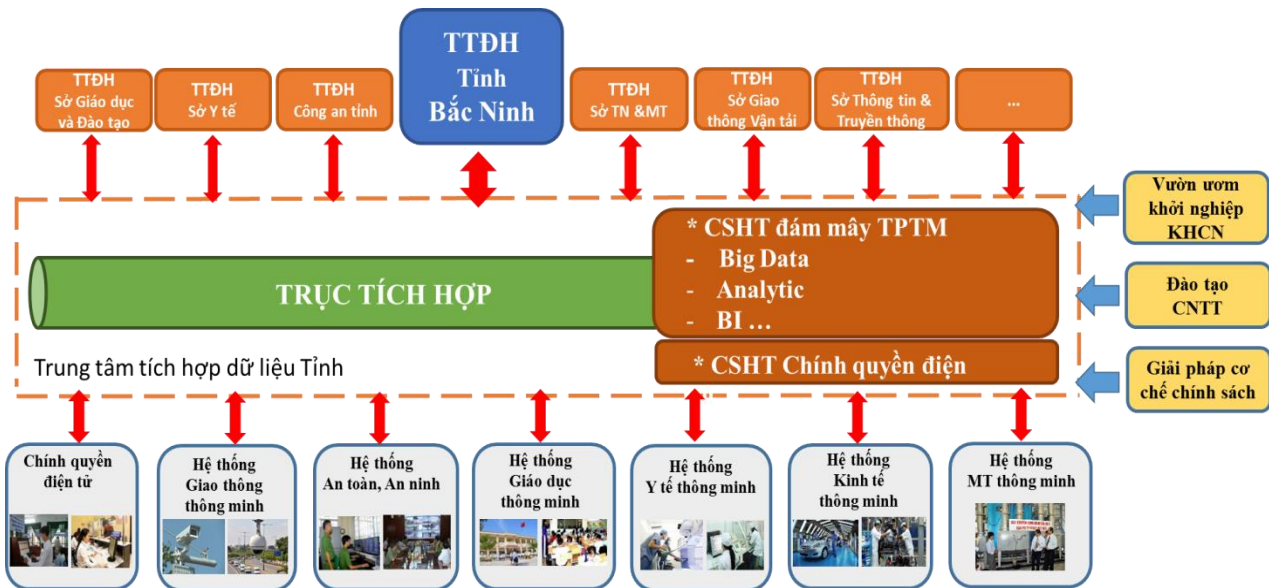 TTĐH
Sở Giáo dục
và Đào tạo
TTĐH
Sở Y tế
TTĐH
Công an tỉnh
TTĐH
Tỉnh
Bắc Ninh
TTĐH
Sở TN &MT
TTĐH
Sở Giao
thông Vận tải
TTĐH
Sở Thông tin &
Truyền thông
...
Vườn ươm
khởi nghiệp
KHCN
Đào tạo
CNTT
Giải pháp cơ
chế chính sách
TRỤC TÍCH HỢP
* CSHT đám mây TPTM
- Big Data
- Analytic
- BI ...
* CSHT Chính quyền điện
Trung tâm tích hợp dữ liệu Tỉnh
Chính quyền
điện tử
Hệ thống
Giao thông
thông minh
Hệ thống
An toàn, An ninh
Hệ thống
Giáo dục
thông minh
Hệ thống
Y tế thông minh
Hệ thống
Kinh tế
thông minh
Hệ thống
MT thông minh